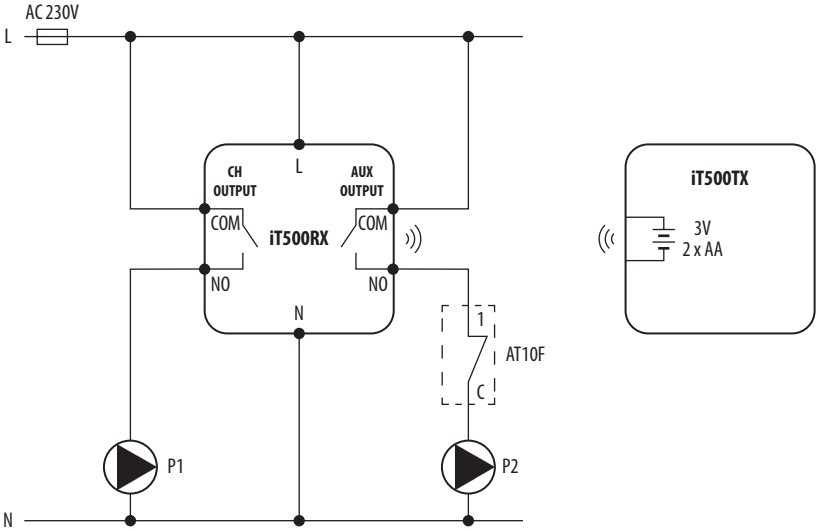 AC 230V
L
L
CH
OUTPUT
AUX
OUTPUT
COM
iT500RX
COM
NO
NO
N
1
AT10F
C
P1
P2
N
iT500TX
3V
2 x AA